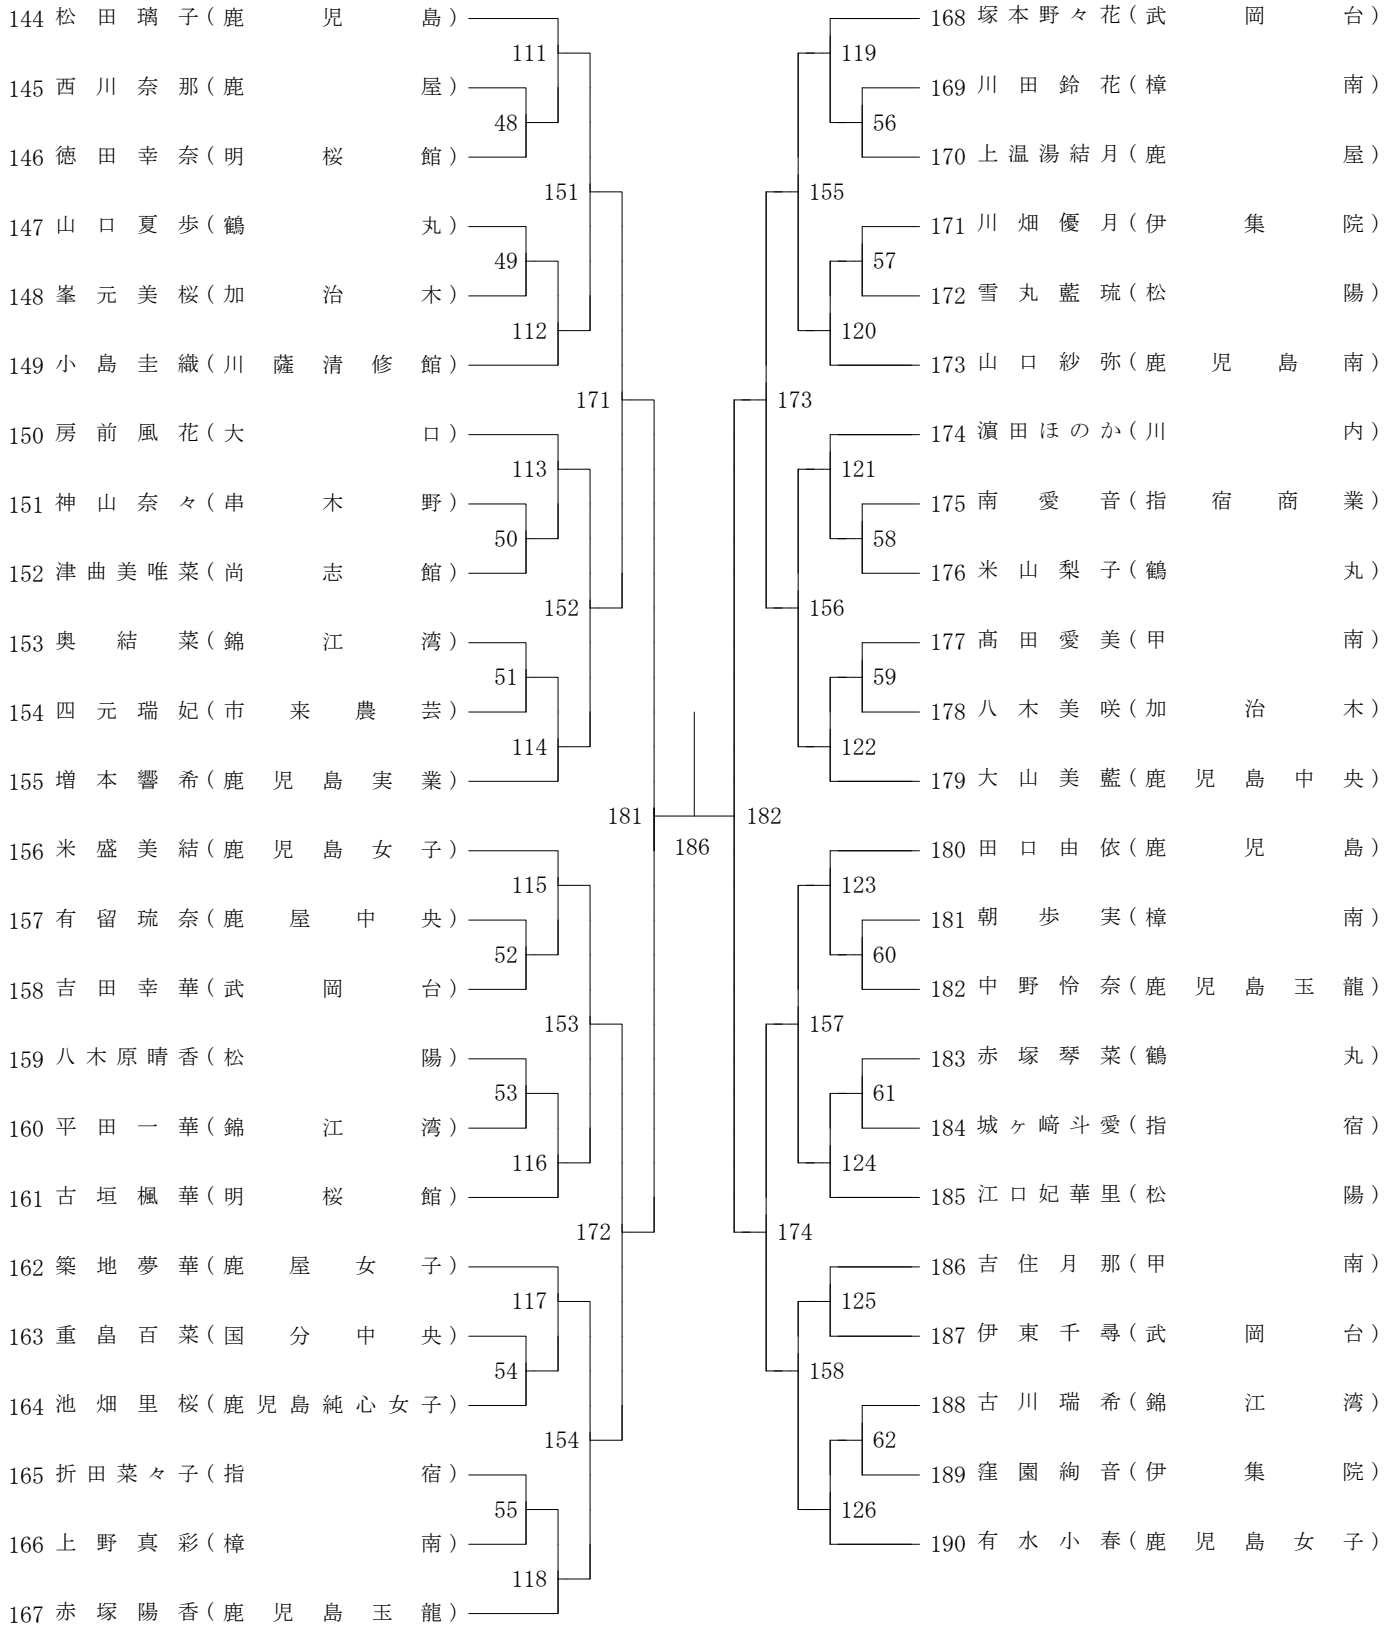 144 松田璃子(鹿児島)
111
145 西川奈那(鹿屋)
48
146 徳田幸奈(明桜館)
151
147 山口夏歩(鶴丸)
49
148 峯元美桜(加治木)
112
149 小島圭織(川薩清修館)
171
150 房前風花(大口)
113
151 神山奈々(串木野)
50
152 津曲美唯菜(尚志館)
152
153 奥結菜(錦江湾)
51
154 四元瑞妃(市来農芸)
114
155 増本響希(鹿児島実業)
181
156 米盛美結(鹿児島女子)
115
157 有留琉奈(鹿屋中央)
52
158 吉田幸華(武岡台)
153
159 八木原晴香(松陽)
53
160 平田一華(錦江湾)
116
161 古垣楓華(明桜館)
172
162 築地夢華(鹿屋女子)
117
163 重畠百菜(国分中央)
54
164 池畑里桜(鹿児島純心女子)
154
165 折田菜々子(指宿)
55
166 上野真彩(樟南)
118
167 赤塚陽香(鹿児島玉龍)
186
168 塚本野々花(武岡台)
119
169 川田鈴花(樟南)
56
170 上温湯結月(鹿屋)
155
171 川畑優月(伊集院)
57
172 雪丸藍琉(松陽)
120
173 山口紗弥(鹿児島南)
173
174 濵田ほのか(川内)
121
175 南愛音(指宿商業)
58
176 米山梨子(鶴丸)
156
177 髙田愛美(甲南)
59
178 八木美咲(加治木)
122
179 大山美藍(鹿児島中央)
182
180 田口由依(鹿児島)
123
181 朝歩実(樟南)
60
182 中野怜奈(鹿児島玉龍)
157
183 赤塚琴菜(鶴丸)
61
184 城ヶ﨑斗愛(指宿)
124
185 江口妃華里(松陽)
174
186 吉住月那(甲南)
125
187 伊東千尋(武岡台)
158
188 古川瑞希(錦江湾)
62
189 窪園絢音(伊集院)
126
190 有水小春(鹿児島女子)